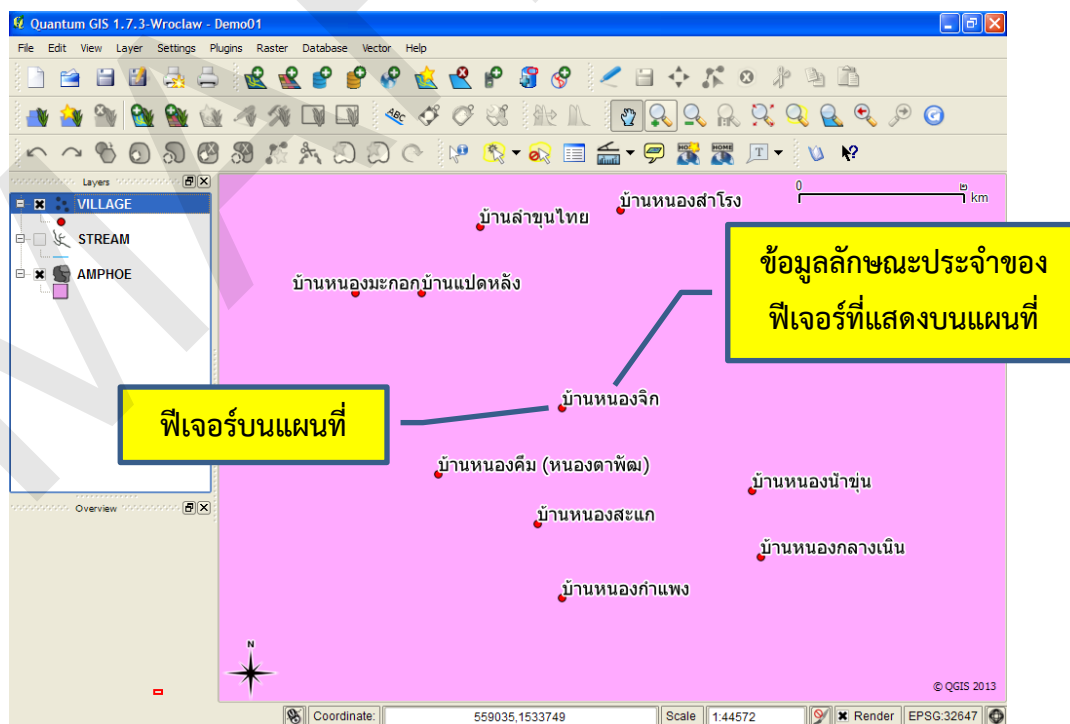 Quantum GIS 1.7.3-Wroclaw - Demo01
File Edit View Layer Settings Plugins Raster Database Vector Help
Layers
VILLAGE
STREAM
AMPHOE
Overview
0 km
บ้านหนองสำโรง
บ้านลำขุนไทย
ข้อมูลลักษณะประจำของ
ฟีเจอร์ที่แสดงบนแผนที่
บ้านหนองมะกอก
บ้านแปดหลัง
บ้านหนองจิก
ฟีเจอร์บนแผนที่
บ้านหนองคึม (หนองตาพัฒ)
บ้านหนองน้ำขุ่น
บ้านหนองสะแก
บ้านหนองกลางเนิน
บ้านหนองกำแพง
N
© QGIS 2013
Coordinate: 559035,1533749 Scale 1:44572 Render EPSG:32647